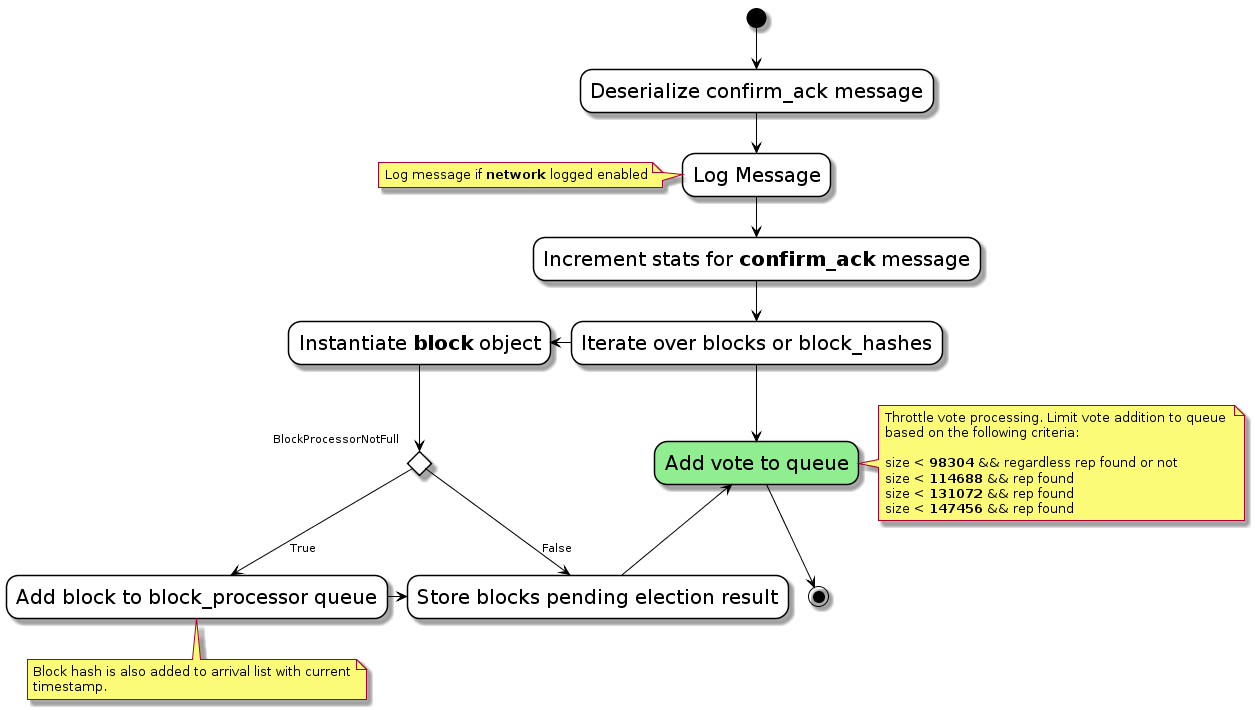 Deserialize confirm_ack message
Log message if network logged enabled
Log Message
Increment stats for confirm_ack message
Instantiate block object
Iterate over blocks or block_hashes
Throttle vote processing. Limit vote addition to queue
based on the following criteria:
size < 98304 && regardless rep found or not
size < 114688 && rep found
size < 131072 && rep found
size < 147456 && rep found
BlockProcessorNotFull
Add vote to queue
True
False
Add block to block_processor queue
Store blocks pending election result
Block hash is also added to arrival list with current
timestamp.